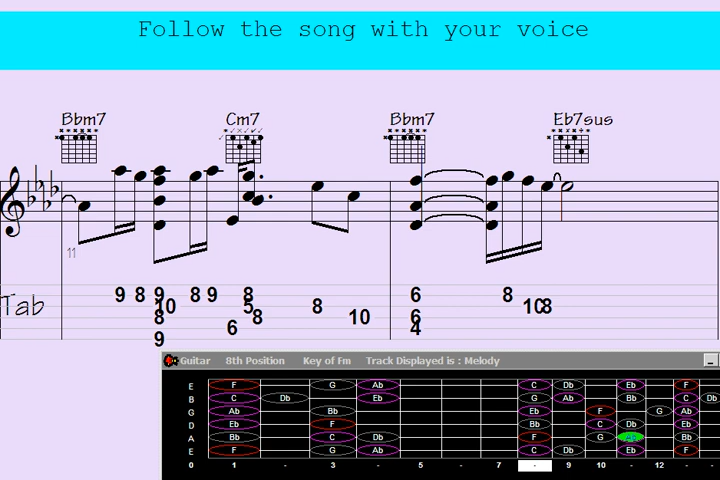 Follow the song with your voice
Bbm7 Cm7 Bbm7 Eb7sus
11
Tab
9 8 9 8 9 8 6 8
10 5 8 10 8
8 8 10 6
6 4
9
Guitar 8th Position Key of Fm Track Displayed is : Melody
E F G Ab C Db Eb F
B C Db Eb G Ab Bb C Db
G Ab Bb Eb F G Ab
D Eb F Bb C Db Eb
A Bb C Db F G Ab Bb
E F G Ab C Db Eb F
0 1 - 3 - 5 - 7 - 9 10 - 12 - -